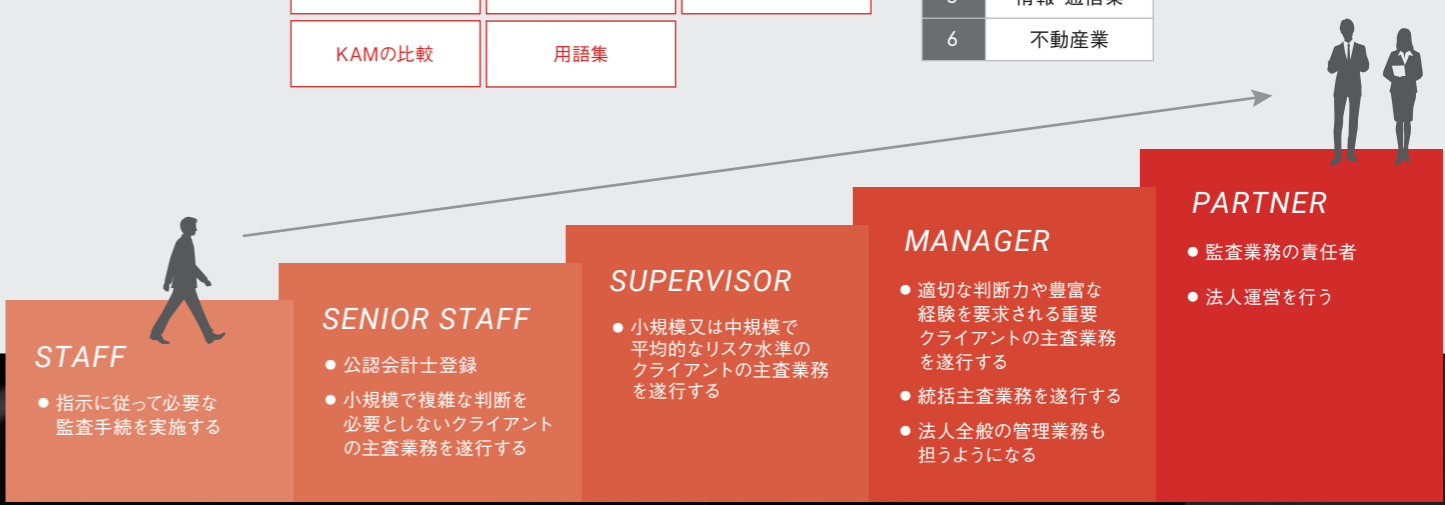 KAMの比較
用語集
6
不動産業
STAFF
● 指示に従って必要な
監査手続を実施する
SENIOR STAFF
● 公認会計士登録
● 小規模で複雑な判断を
必要としないクライアント
の主査業務を遂行する
SUPERVISOR
● 小規模又は中規模で
平均的なリスク水準の
クライアントの主査業務
を遂行する
MANAGER
● 適切な判断力や豊富な
経験を要求される重要
クライアントの主査業務
を遂行する
● 統括主査業務を遂行する
● 法人全般の管理業務も
担うようになる
PARTNER
● 監査業務の責任者
● 法人運営を行う